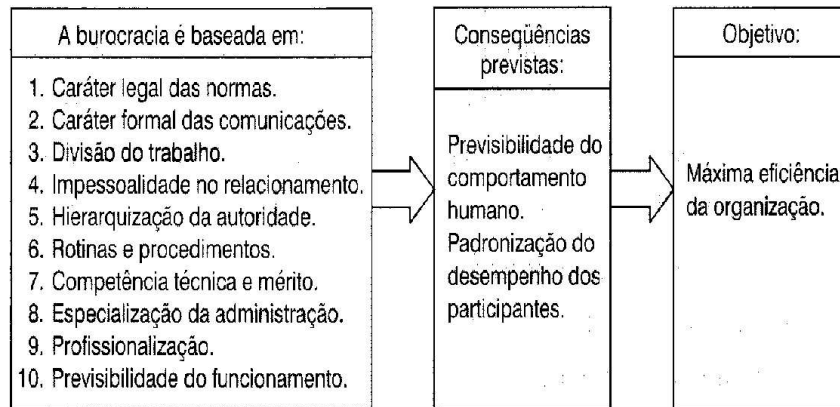 A burocracia é baseada em:
1. Caráter legal das normas.
2. Caráter formal das comunicações.
3. Divisão do trabalho.
4. Impessoalidade no relacionamento.
5. Hierarquização da autoridade.
6. Rotinas e procedimentos.
7. Competência técnica e mérito.
8. Especialização da administração.
9. Profissionalização.
10. Previsibilidade do funcionamento.
Conseqüências
previstas:
Previsibilidade do
comportamento
humano.
Padronização do
desempenho dos
participantes.
Objetivo:
Máxima eficiência
da organização.